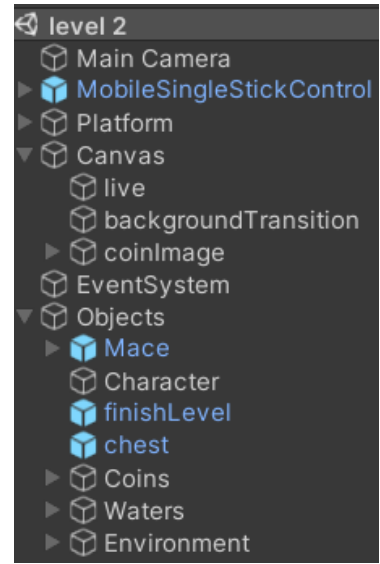 level 2
Main Camera
MobileSingleStickControl
Platform
Canvas
live
backgroundTransition
coinImage
EventSystem
Objects
Mace
Character
finishLevel
chest
Coins
Waters
Environment